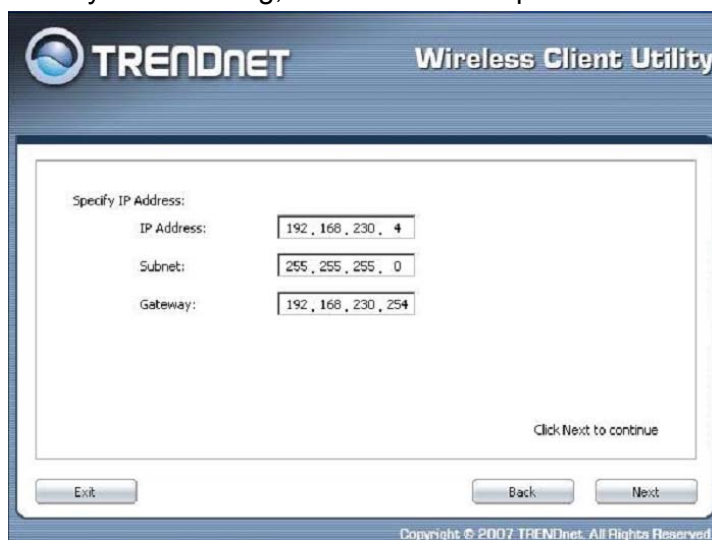 TRENDNET
Wireless Client Utility
Specify IP Address:
IP Address: 192 . 168 . 230 . 4
Subnet: 255 . 255 . 255 . 0
Gateway: 192 . 168 . 230 . 254
Click Next to continue
Exit
Back
Next
Copyright © 2007 TRENDnet. All Rights Reserved